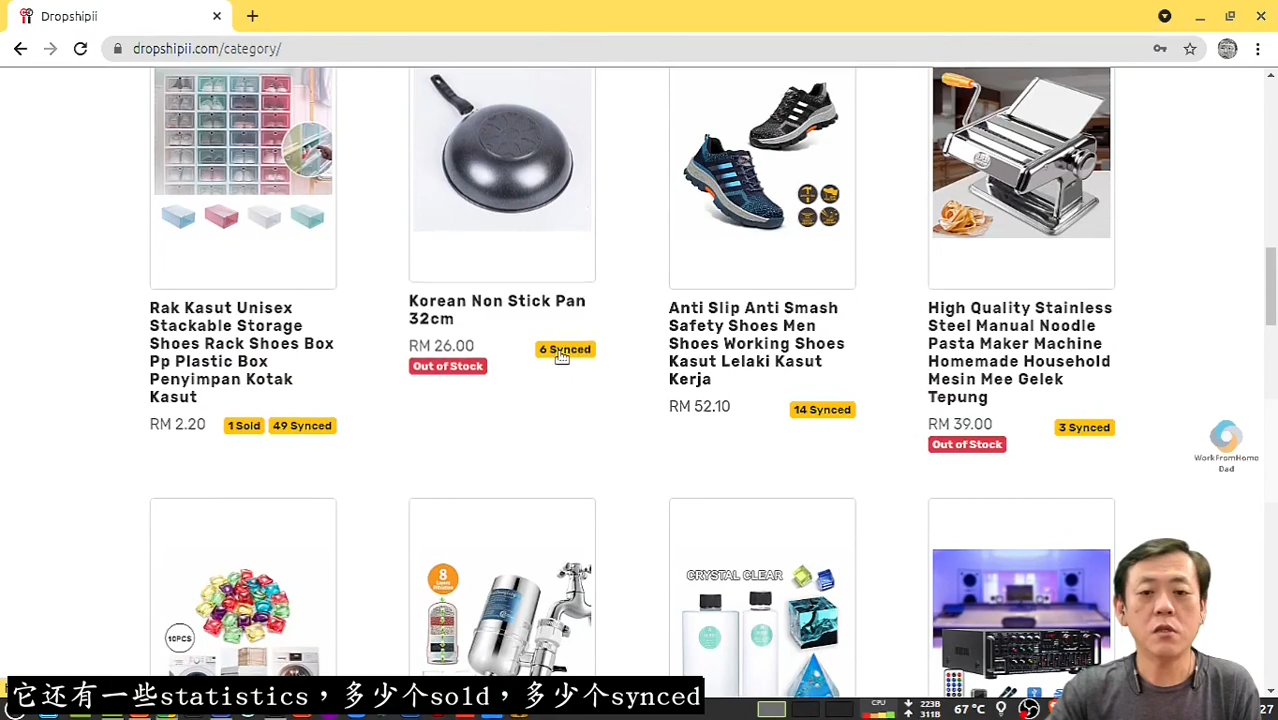 Dropshipii
dropshipii.com/category/
Rak Kasut Unisex
Stackable Storage
Shoes Rack Shoes Box
Pp Plastic Box
Penyimpan Kotak
Kasut
RM 2.20
1 Sold
49 Synced
Korean Non Stick Pan
32cm
RM 26.00
6 Synced
Out of Stock
Anti Slip Anti Smash
Safety Shoes Men
Shoes Working Shoes
Kasut Lelaki Kasut
Kerja
RM 52.10
14 Synced
High Quality Stainless
Steel Manual Noodle
Pasta Maker Machine
Homemade Household
Mesin Mee Gelek
Tepung
RM 39.00
3 Synced
Out of Stock
WorkFromHome
Dad
10PCS
8
CRYSTAL CLEAR
它还有一些statistics，多少个sold，多少个synced
CPU
223B
311B
67°C
27